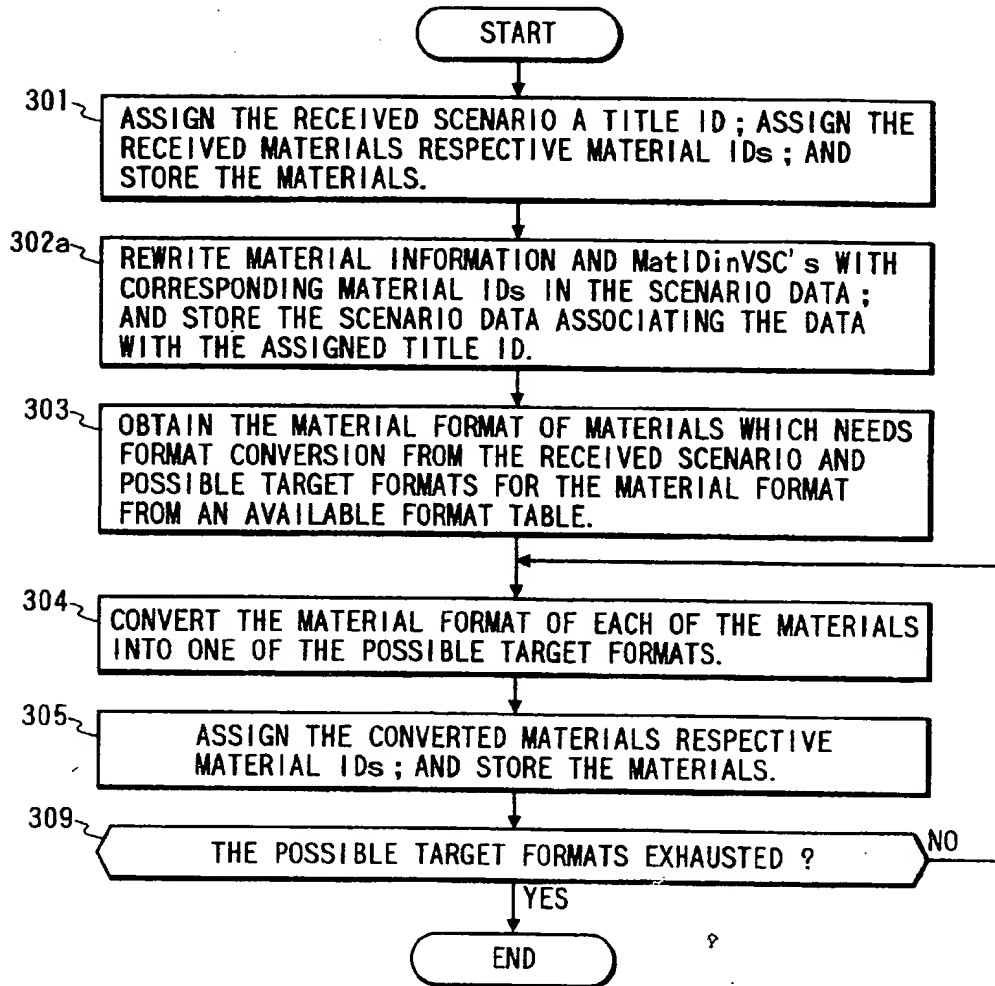 START
301
ASSIGN THE RECEIVED SCENARIO A TITLE ID ; ASSIGN THE
RECEIVED MATERIALS RESPECTIVE MATERIAL IDs ; AND
STORE THE MATERIALS.
302a
REWRITE MATERIAL INFORMATION AND MatIDinVSC's WITH
CORRESPONDING MATERIAL IDs IN THE SCENARIO DATA ;
AND STORE THE SCENARIO DATA ASSOCIATING THE DATA
WITH THE ASSIGNED TITLE ID.
303
OBTAIN THE MATERIAL FORMAT OF MATERIALS WHICH NEEDS
FORMAT CONVERSION FROM THE RECEIVED SCENARIO AND
POSSIBLE TARGET FORMATS FOR THE MATERIAL FORMAT
FROM AN AVAILABLE FORMAT TABLE.
304
CONVERT THE MATERIAL FORMAT OF EACH OF THE MATERIALS
INTO ONE OF THE POSSIBLE TARGET FORMATS.
305
ASSIGN THE CONVERTED MATERIALS RESPECTIVE
MATERIAL IDs ; AND STORE THE MATERIALS.
309
THE POSSIBLE TARGET FORMATS EXHAUSTED ?
NO
YES
END